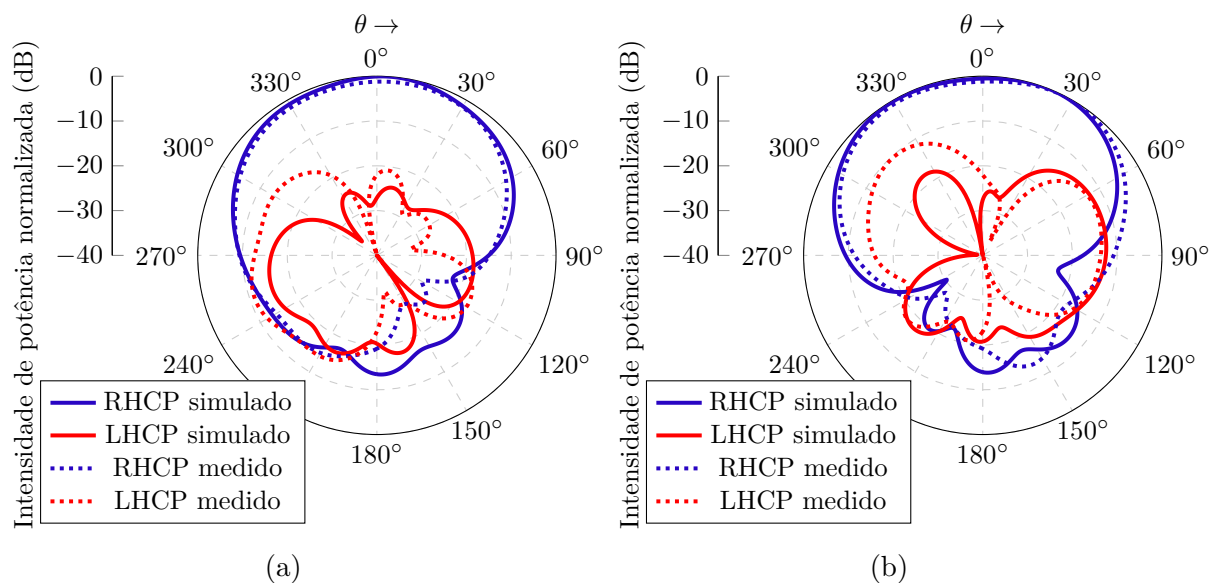 θ →
0°
30°
60°
90°
120°
150°
180°
240°
270°
300°
330°
0
−10
−20
−30
−40
Intensidade de potência normalizada (dB)
RHCP simulado
LHCP simulado
RHCP medido
LHCP medido
(a)
θ →
0°
30°
60°
90°
120°
150°
180°
240°
270°
300°
330°
0
−10
−20
−30
−40
Intensidade de potência normalizada (dB)
RHCP simulado
LHCP simulado
RHCP medido
LHCP medido
(b)